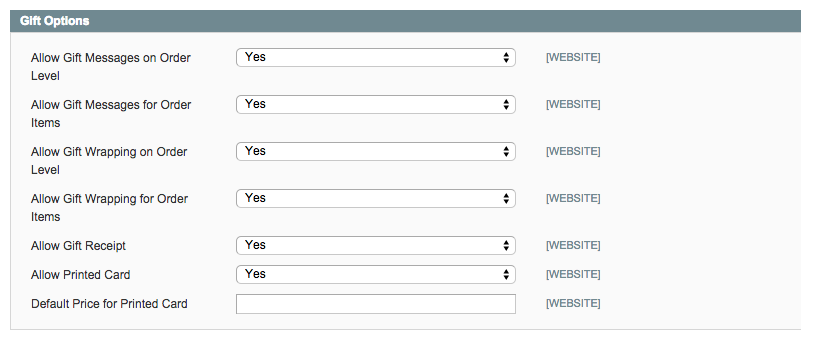 Gift Options
Allow Gift Messages on Order Yes [WEBSITE]
Level
Allow Gift Messages for Order Yes [WEBSITE]
Items
Allow Gift Wrapping on Order Yes [WEBSITE]
Level
Allow Gift Wrapping for Order Yes [WEBSITE]
Items
Allow Gift Receipt Yes [WEBSITE]
Allow Printed Card Yes [WEBSITE]
Default Price for Printed Card [WEBSITE]